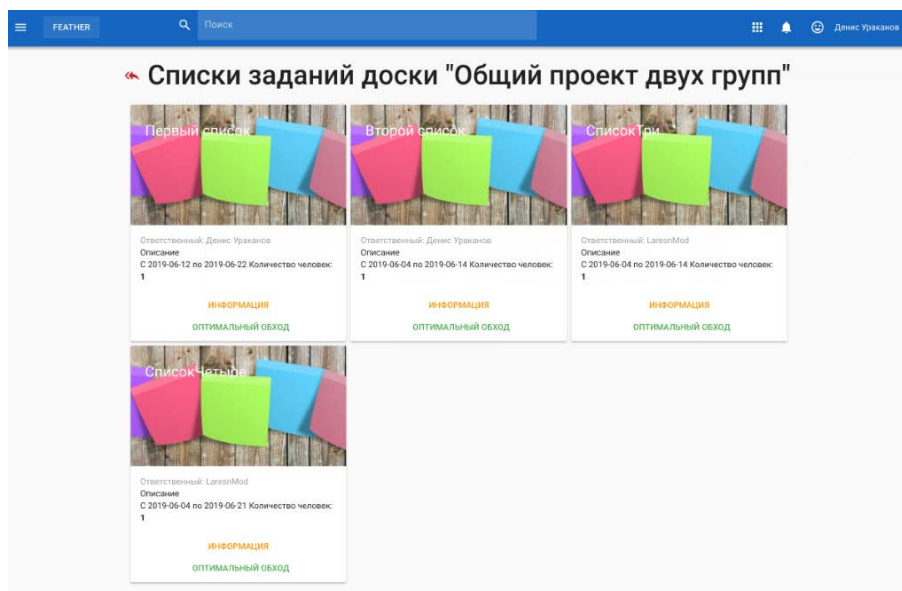 FEATHER
Поиск
Денис Ураканов
Списки заданий доски "Общий проект двух групп"
Первый список
Ответственный: Денис Ураканов
Описание
С 2019-06-12 по 2019-06-22 Количество человек:
1
ИНФОРМАЦИЯ
ОПТИМАЛЬНЫЙ ОБХОД
Второй список
Ответственный: Денис Ураканов
Описание
С 2019-06-04 по 2019-06-14 Количество человек:
1
ИНФОРМАЦИЯ
ОПТИМАЛЬНЫЙ ОБХОД
СписокТри
Ответственный: LaresnMod
Описание
С 2019-06-04 по 2019-06-14 Количество человек:
1
ИНФОРМАЦИЯ
ОПТИМАЛЬНЫЙ ОБХОД
СписокЧетыре
Ответственный: LaresnMod
Описание
С 2019-06-04 по 2019-06-21 Количество человек:
1
ИНФОРМАЦИЯ
ОПТИМАЛЬНЫЙ ОБХОД